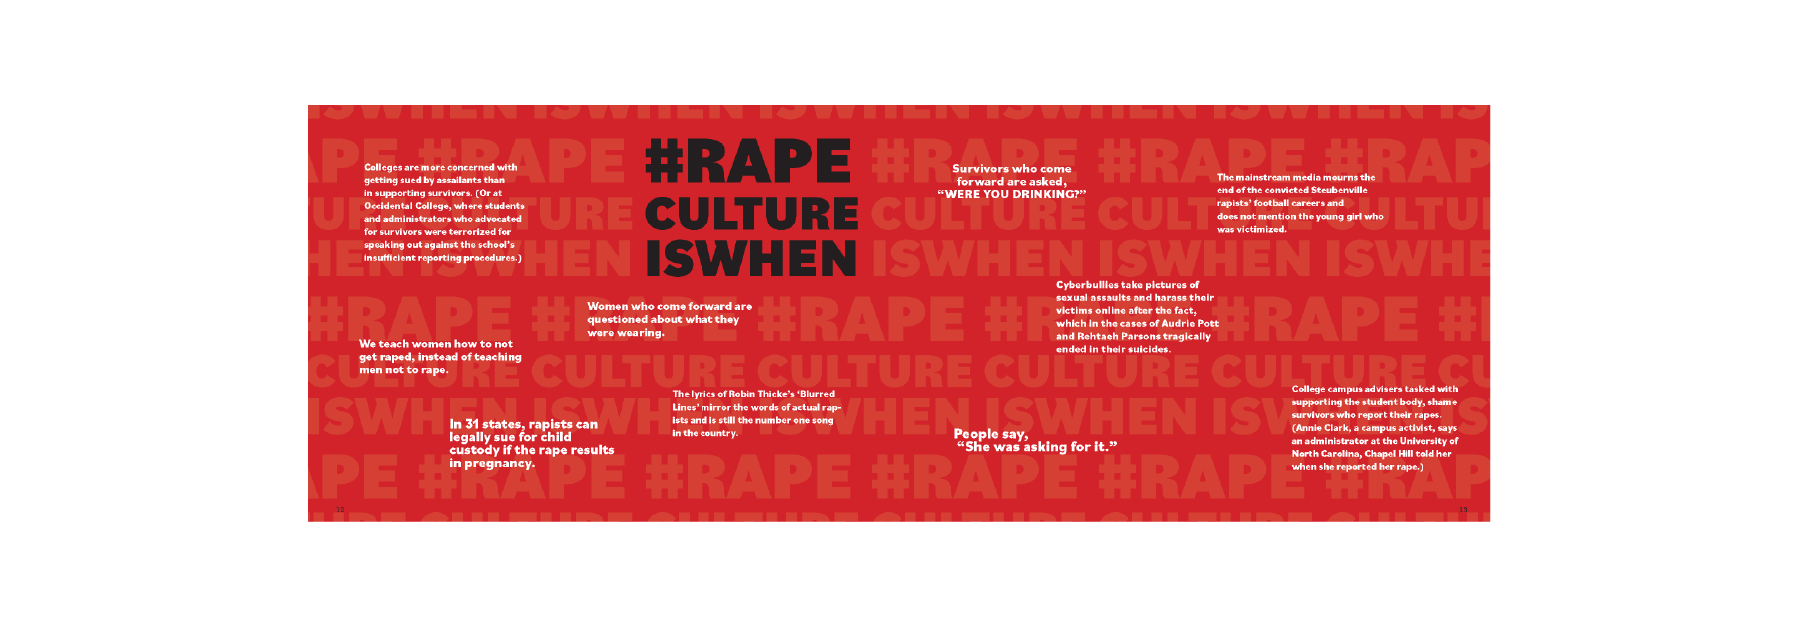 #RAPE
CULTURE
ISWHEN
Colleges are more concerned with
getting sued by assailants than
in supporting survivors. (Or at
Occidental College, where students
and administrators who advocated
for survivors were terrorized for
speaking out against the school's
insufficient reporting procedures.)
Survivors who come
forward are asked,
“WERE YOU DRINKING?”
The mainstream media mourns the
end of the convicted Steubenville
rapists’ football careers and
does not mention the young girl who
was victimized.
Women who come forward are
questioned about what they
were wearing.
Cyberbullies take pictures of
sexual assaults and harass their
victims online after the fact,
which in the cases of Audrie Pott
and Rehtaeh Parsons tragically
ended in their suicides.
We teach women how to not
get raped, instead of teaching
men not to rape.
The lyrics of Robin Thicke’s ‘Blurred
Lines’ mirror the words of actual rap-
ists and is still the number one song
in the country.
In 31 states, rapists can
legally sue for child
custody if the rape results
in pregnancy.
People say,
“She was asking for it.”
College campus advisers tasked with
supporting the student body, shame
survivors who report their rapes.
(Annie Clark, a campus activist, says
an administrator at the University of
North Carolina, Chapel Hill told her
when she reported her rape.)